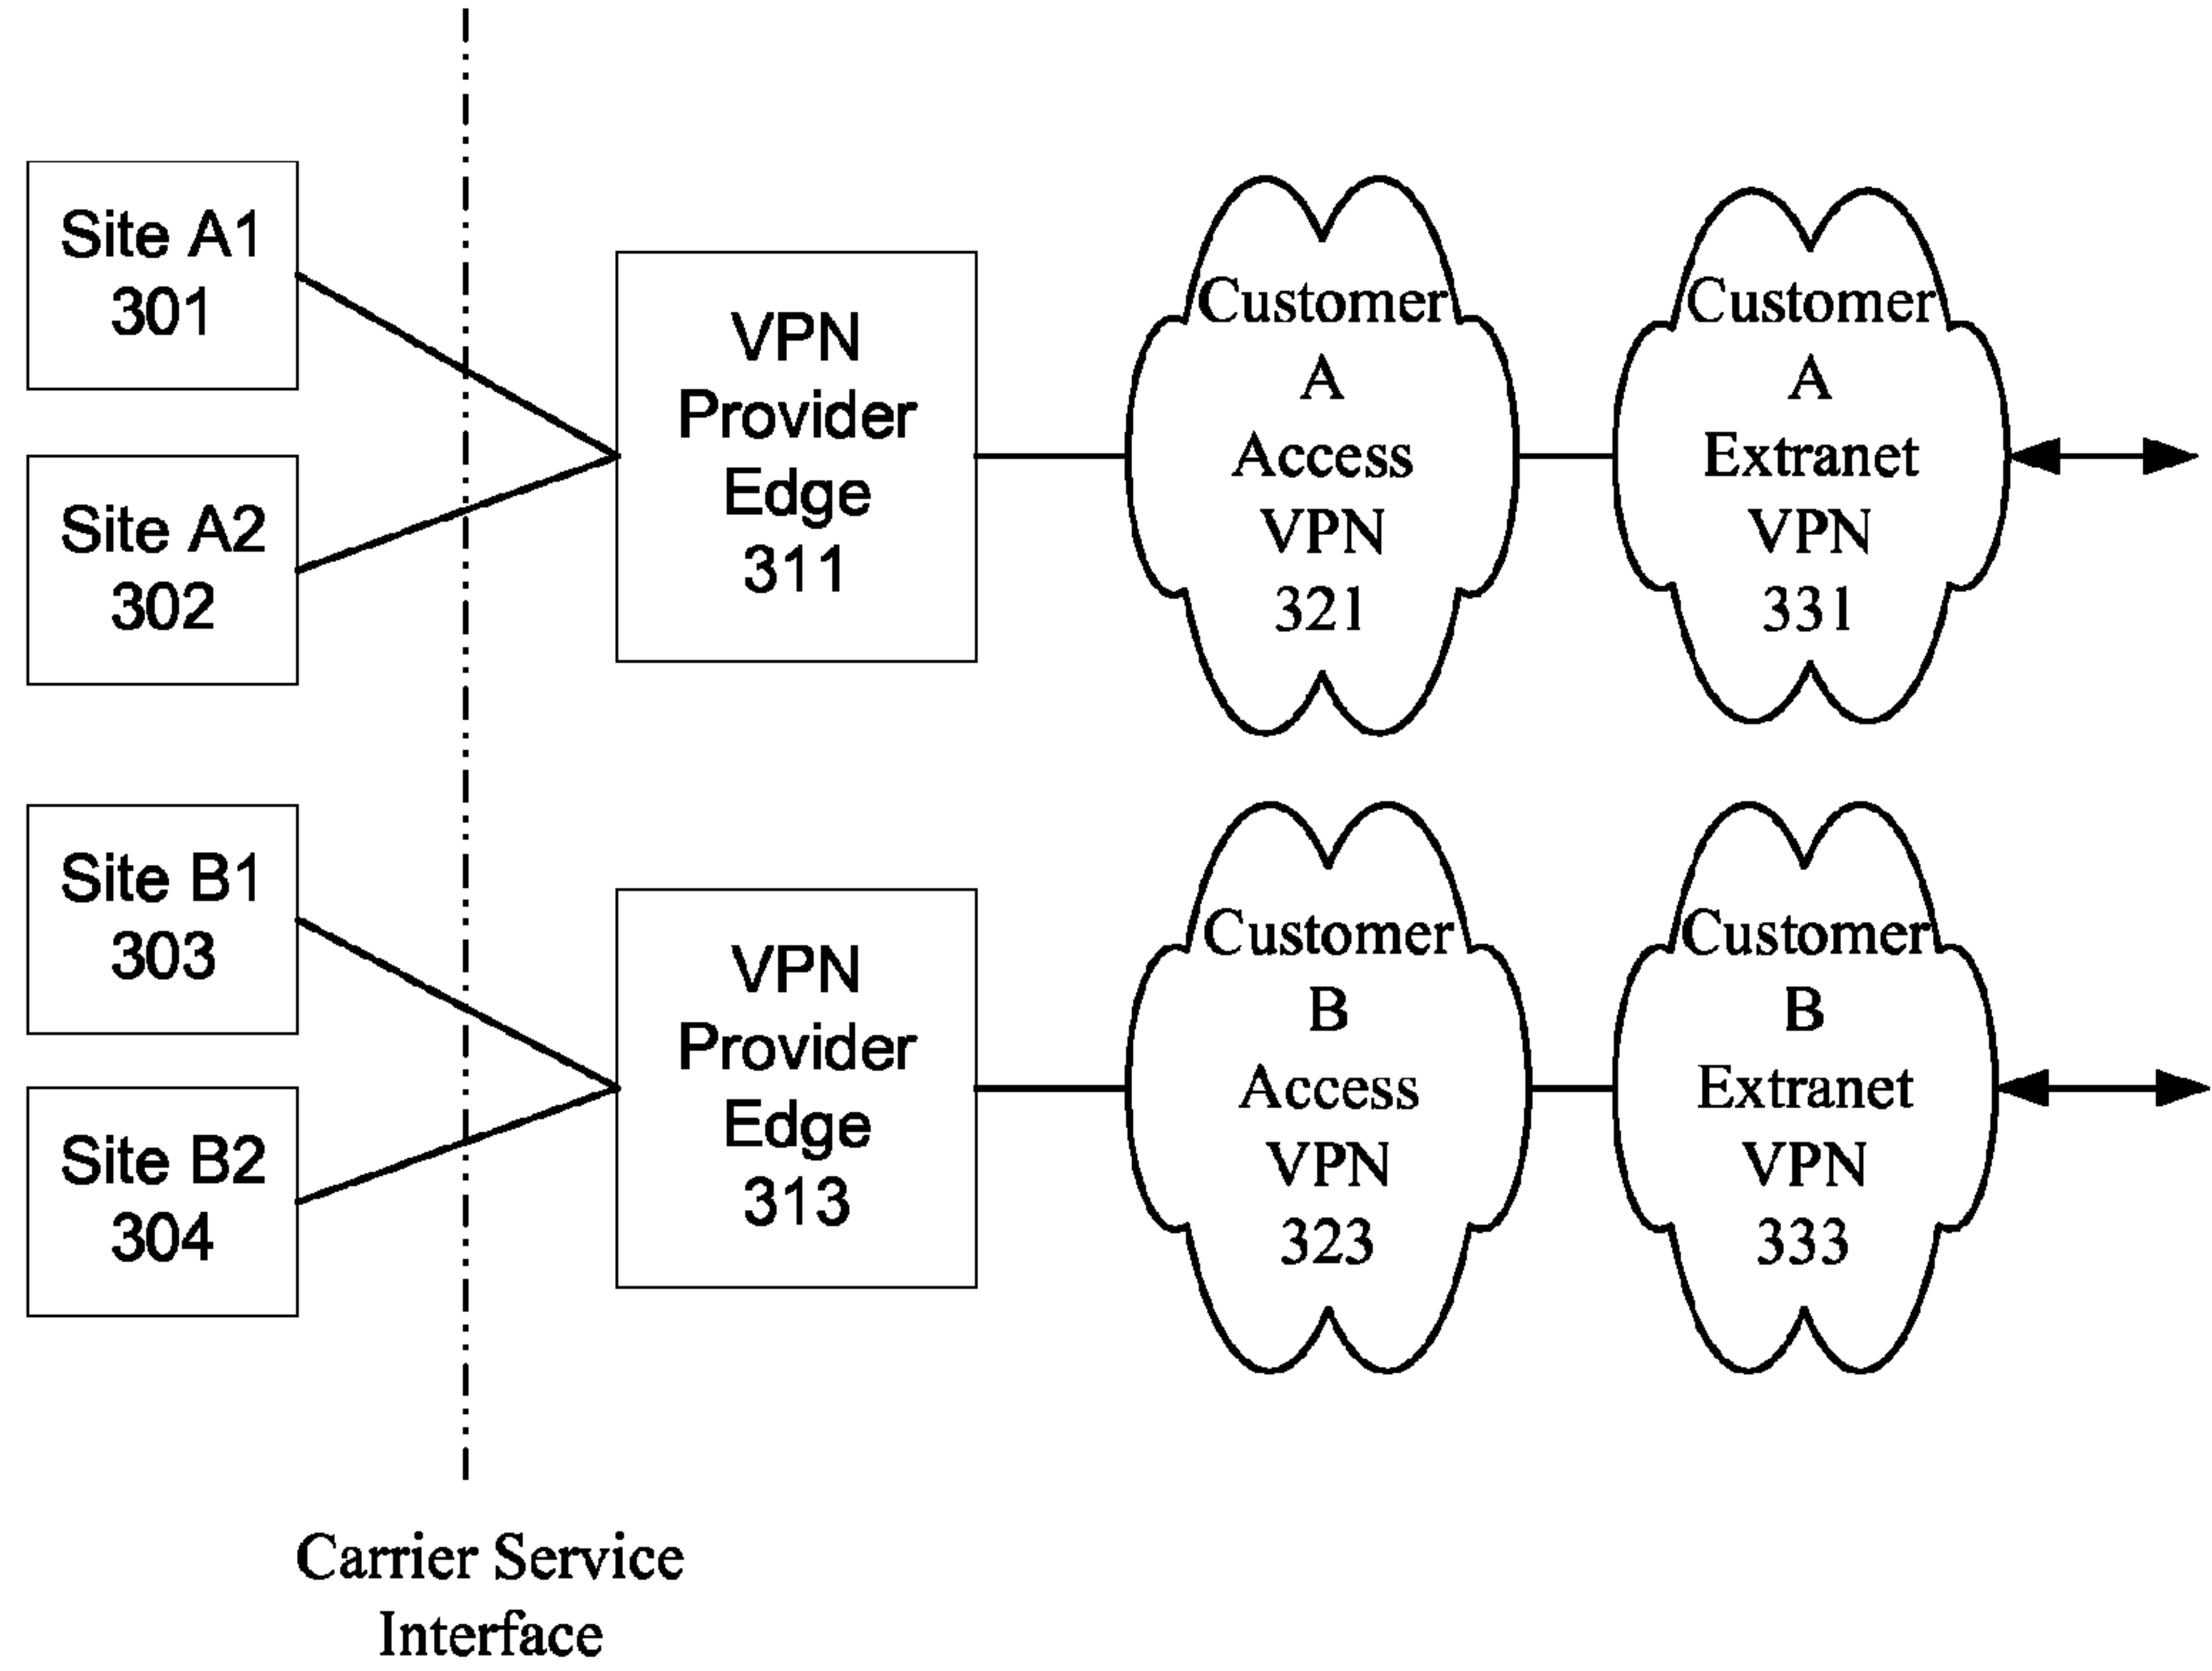 Site A1
301
Site A2
302
VPN
Provider
Edge
311
Customer
A
Access
VPN
321
Customer
A
Extranet
VPN
331
Site B1
303
Site B2
304
VPN
Provider
Edge
313
Customer
B
Access
VPN
323
Customer
B
Extranet
VPN
333
Carrier Service
Interface